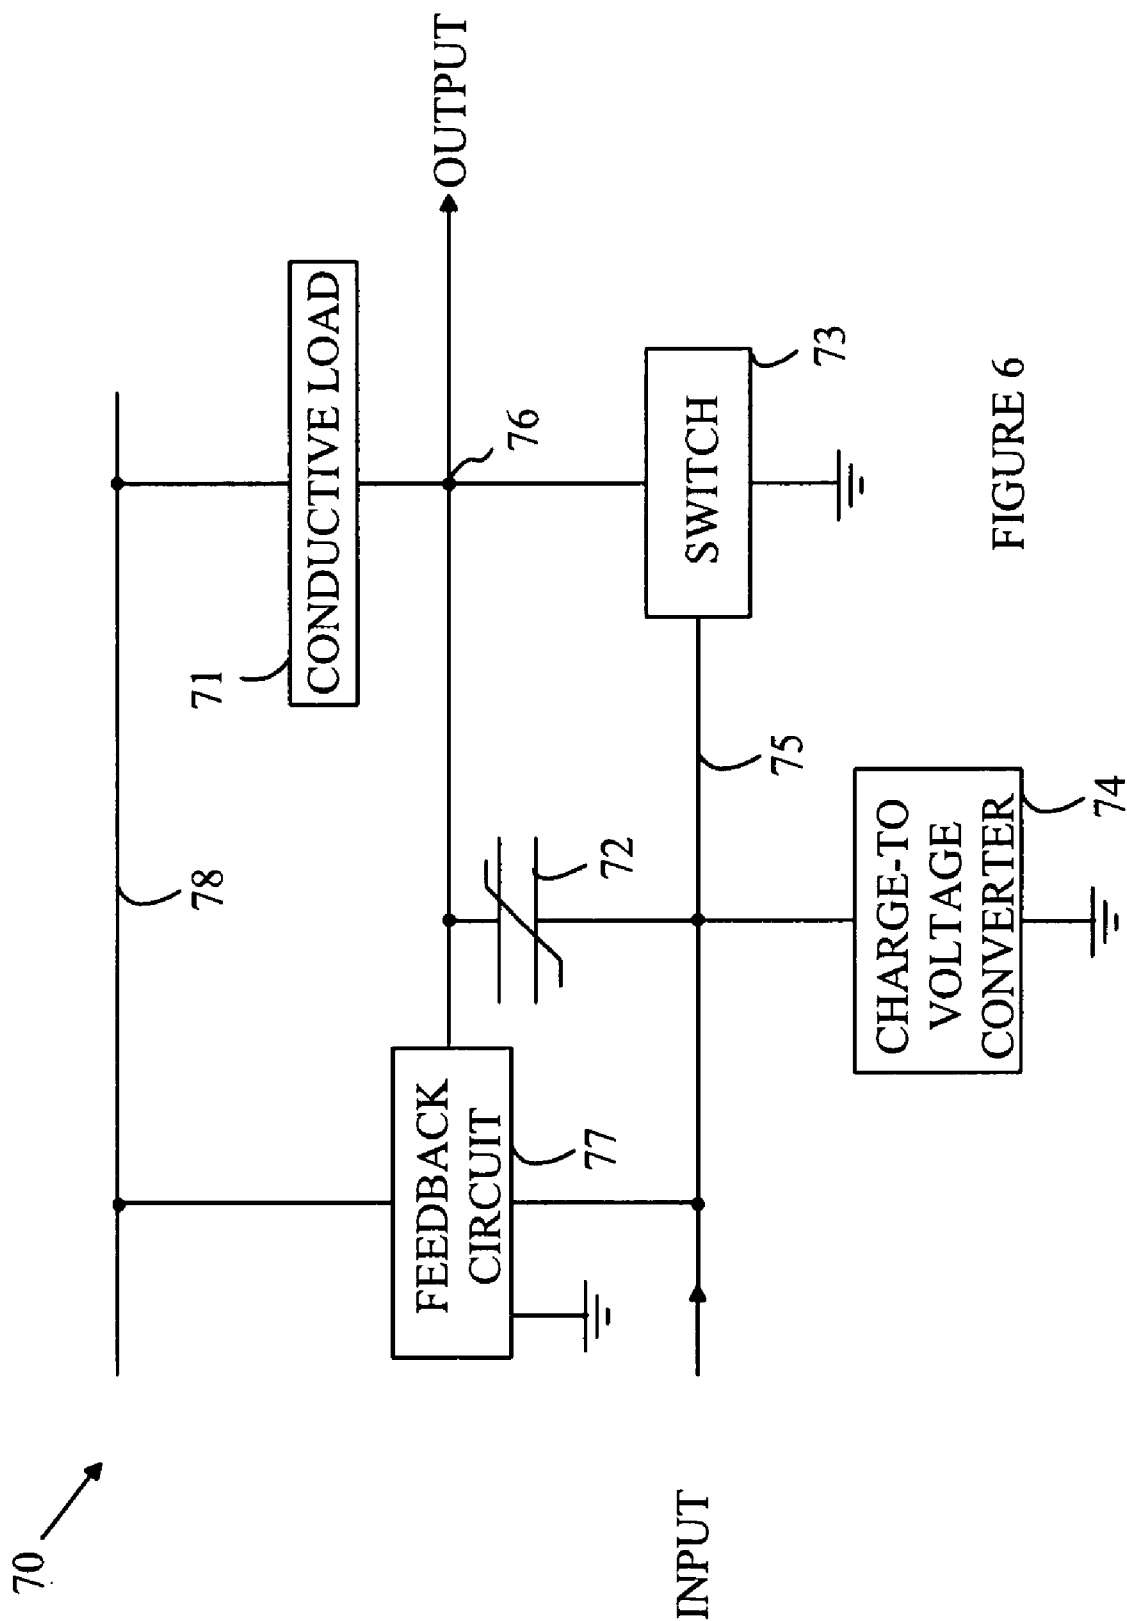 70
78
71
CONDUCTIVE LOAD
FEEDBACK
CIRCUIT
77
72
76
OUTPUT
INPUT
75
SWITCH
73
CHARGE-TO
VOLTAGE
CONVERTER
74
FIGURE 6